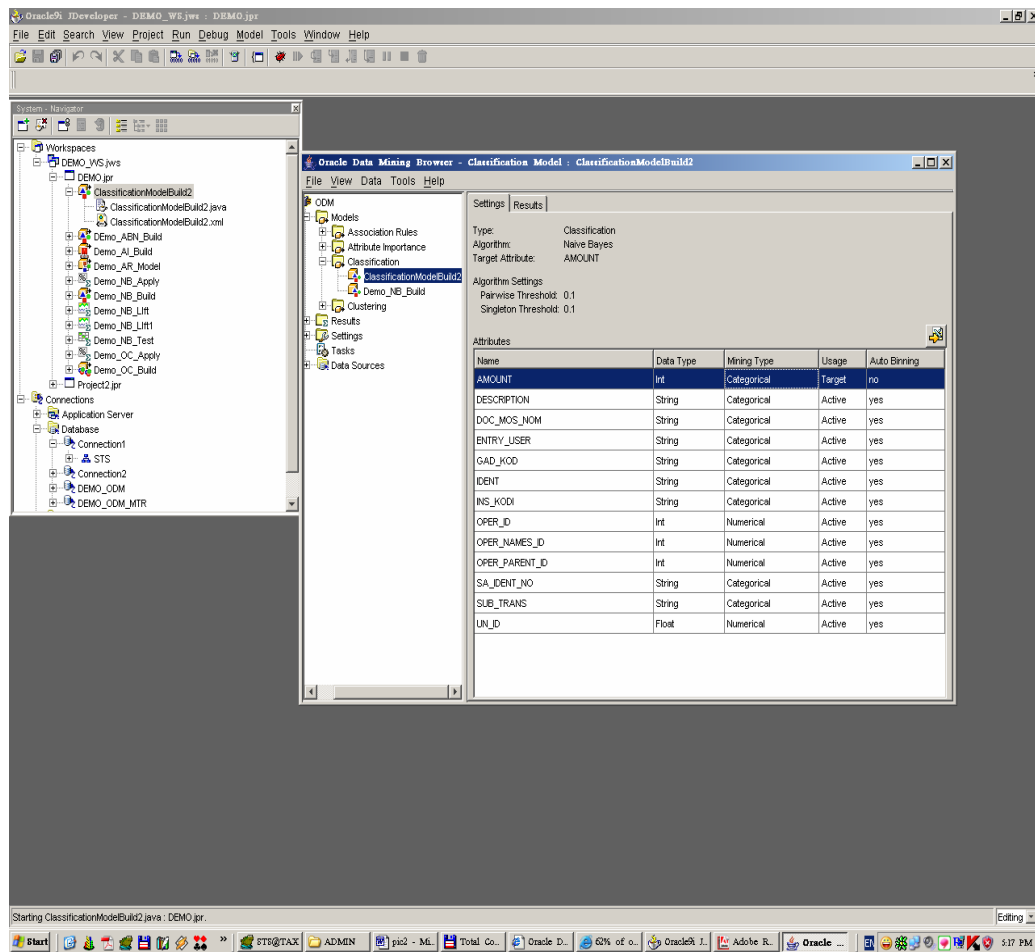 Oracle9i JDeveloper - DEMO_WS.jws : DEMO.jpr
File Edit Search View Project Run Debug Model Tools Window Help
System - Navigator
Workspaces
DEMO_WS.jws
DEMO.jpr
ClassificationModelBuild2
ClassificationModelBuild2.java
ClassificationModelBuild2.xml
DEmo_ABN_Build
Demo_AI_Build
Demo_AR_Model
Demo_NB_Apply
Demo_NB_Build
Demo_NB_LIft
Demo_NB_LIft1
Demo_NB_Test
Demo_OC_Apply
Demo_OC_Build
Project2.jpr
Connections
Application Server
Database
Connection1
STS
Connection2
DEMO_ODM
DEMO_ODM_MTR
Oracle Data Mining Browser - Classification Model : ClassificationModelBuild2
File View Data Tools Help
ODM
Models
Association Rules
Attribute Importance
Classification
ClassificationModelBuild2
Demo_NB_Build
Clustering
Results
Settings
Tasks
Data Sources
Settings Results
Type: Classification
Algorithm: Naive Bayes
Target Attribute: AMOUNT
Algorithm Settings
Pairwise Threshold: 0.1
Singleton Threshold: 0.1
Attributes
Name Data Type Mining Type Usage Auto Binning
AMOUNT Int Categorical Target no
DESCRIPTION String Categorical Active yes
DOC_MOS_NOM String Categorical Active yes
ENTRY_USER String Categorical Active yes
GAD_KOD String Categorical Active yes
IDENT String Categorical Active yes
INS_KODI String Categorical Active yes
OPER_ID Int Numerical Active yes
OPER_NAMES_ID Int Numerical Active yes
OPER_PARENT_ID Int Numerical Active yes
SA_IDENT_NO String Categorical Active yes
SUB_TRANS String Categorical Active yes
UN_ID Float Numerical Active yes
Starting ClassificationModelBuild2.java : DEMO.jpr.
Editing
Start » STS@TAX ADMIN pic2 - Mi... Total Co... Oracle D... 62% of o... Oracle9i J... Adobe R... Oracle ... EN 5:17 PM